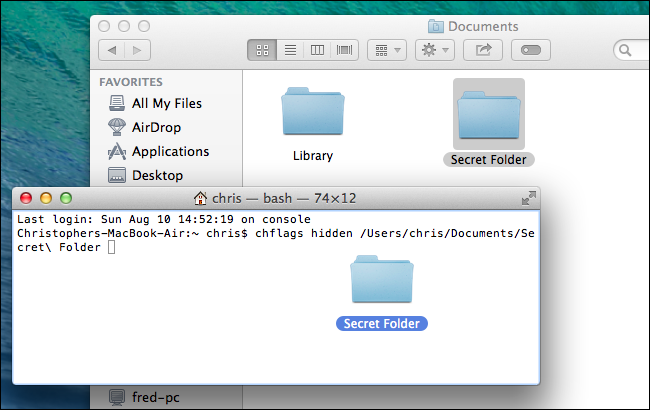 Documents
FAVORITES
All My Files
AirDrop
Applications
Desktop
Library
Secret Folder
chris — bash — 74×12
Last login: Sun Aug 10 14:52:19 on console
Christophers-MacBook-Air:~ chris$ chflags hidden /Users/chris/Documents/Se
cret\ Folder
Secret Folder
fred-pc